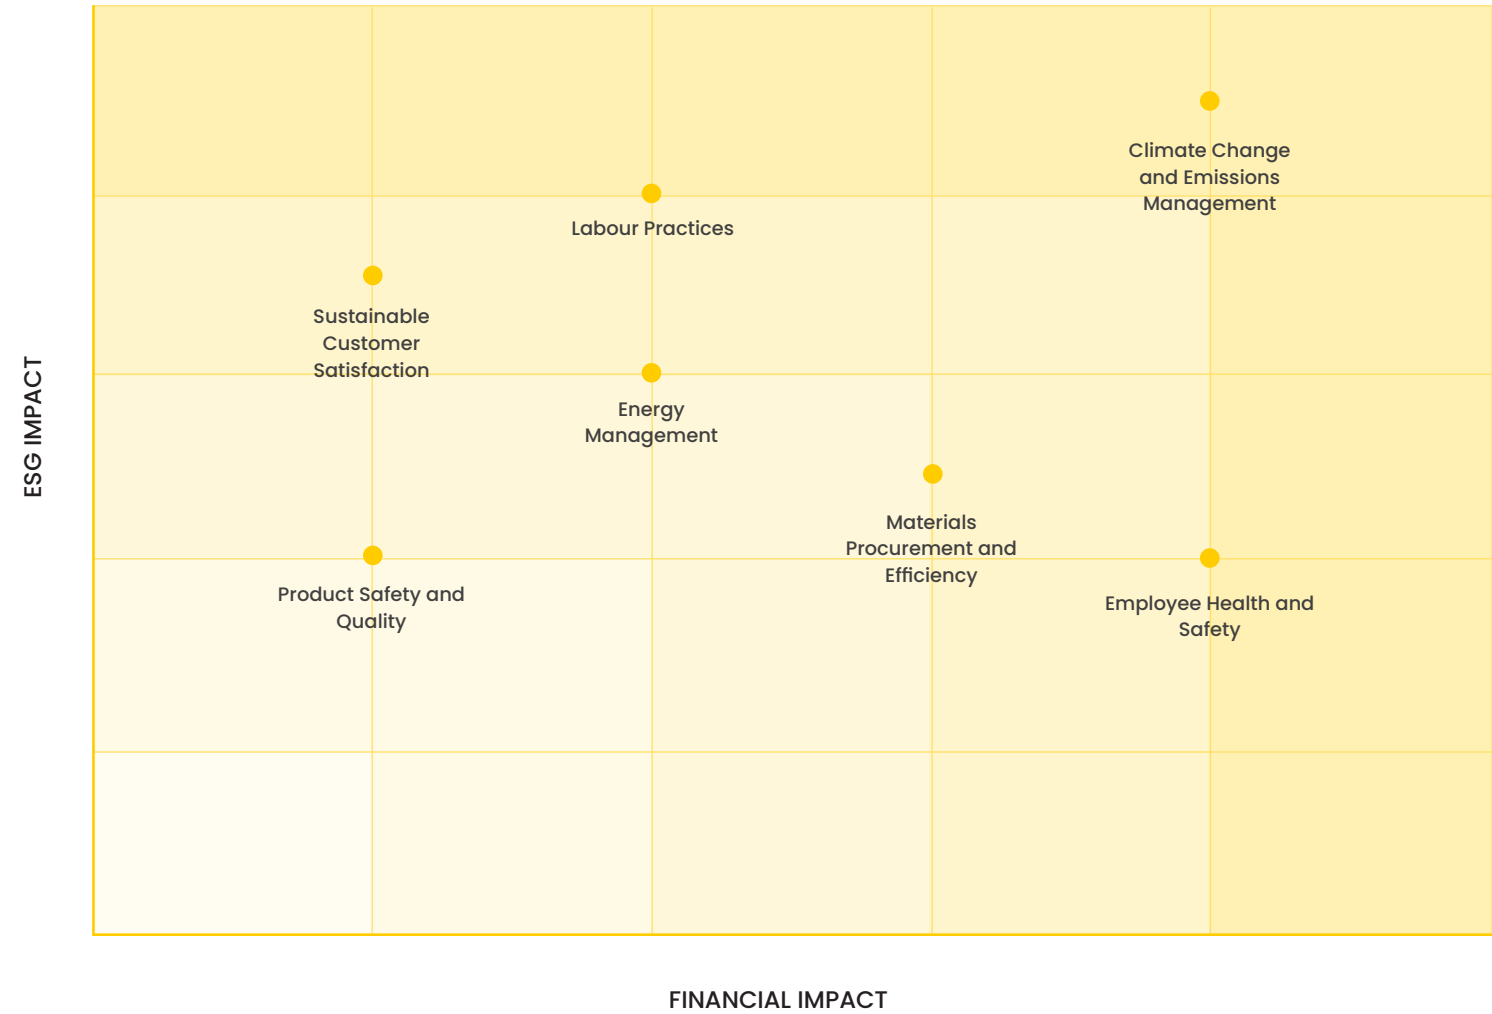 Climate Change
and Emissions
Management
Labour Practices
Sustainable
Customer
Satisfaction
Energy
Management
Materials
Procurement and
Efficiency
Product Safety and
Quality
Employee Health and
Safety
ESG IMPACT
FINANCIAL IMPACT